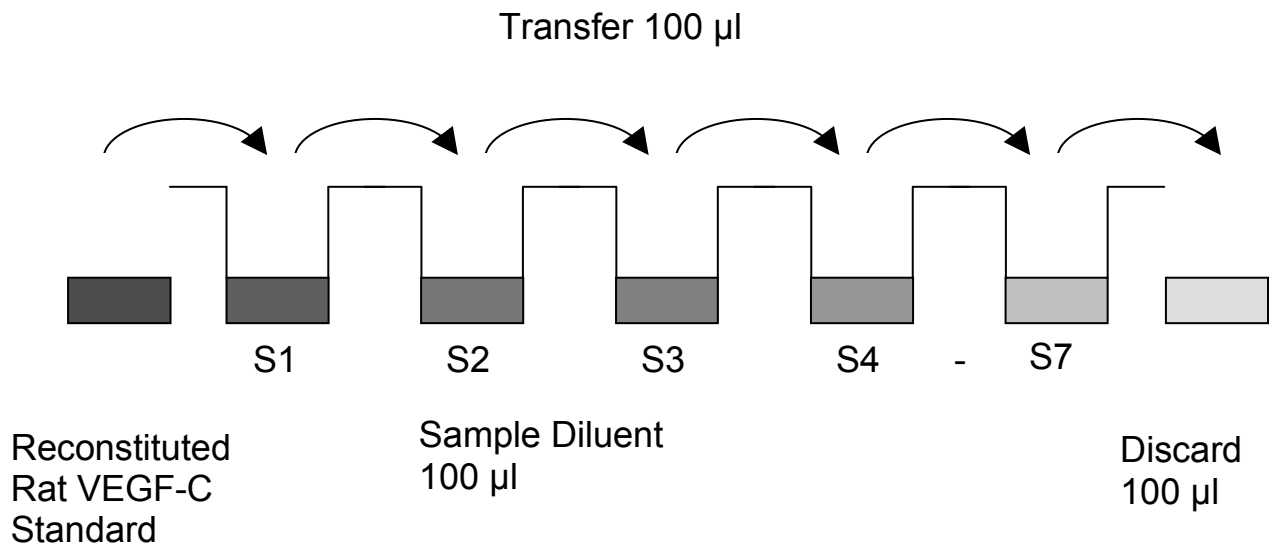 Transfer 100 µl
S1 S2 S3 S4 - S7
Reconstituted
Rat VEGF-C
Standard
Sample Diluent
100 µl
Discard
100 µl